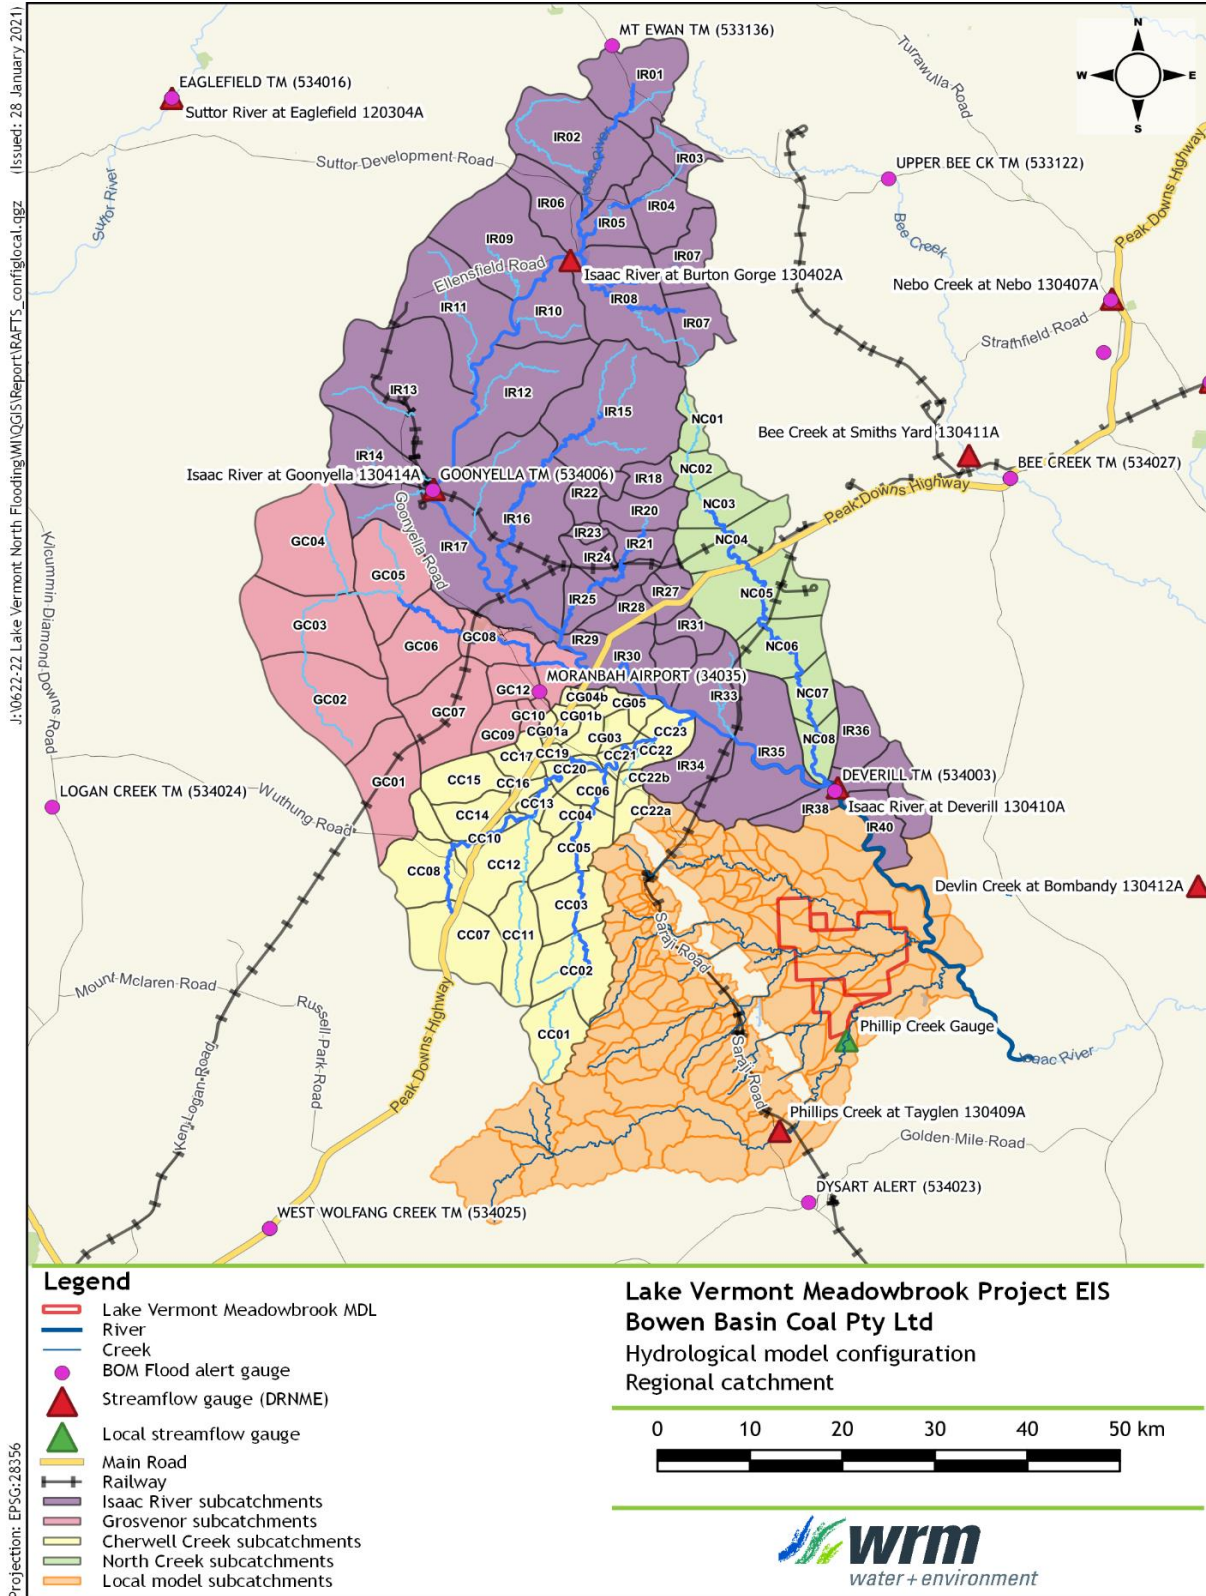 J:\0622-22 Lake Vermont North Flooding\MI\QGIS\Report\RAFTS_configlocal.qgz (Issued: 28 January 2021)
Projection: EPSG:28356
MT EWAN TM (533136)
N
W
E
S
Turrawulla Road
IR01
EAGLEFIELD TM (534016)
Suttor River at Eaglefield 120304A
IR02
Isaac River
Suttor Development Road
IR03
UPPER BEE CK TM (533122)
Suttor River
IR06
IR04
IR05
Bee Creek
Peak Downs Highway
IR09
IR07
Ellensfield Road
Isaac River at Burton Gorge 130402A
Nebo Creek at Nebo 130407A
IR11
IR10
IR08
IR07
Strathfield Road
IR13
IR12
IR15
NC01
Bee Creek at Smiths Yard 130411A
IR14
NC02
BEE CREEK TM (534027)
Isaac River at Goonyella 130414A
GOONYELLA TM (534006)
IR18
Peak Downs Highway
IR22
NC03
Goonyella Road
IR16
IR20
IR23
NC04
GC04
IR17
IR21
IR24
Kilcummin-Diamond-Downs-Road
GC05
NC05
IR25
IR27
IR28
GC03
IR31
GC06
GC08
IR29
NC06
IR30
MORANBAH AIRPORT (34035)
GC12
CG04b
IR33
NC07
GC02
CG05
GC07
GC10
CG01b
IR36
CG01a
CC23
GC09
CG03
NC08
CC17
CC19
CC21
CC22
IR35
CC20
IR34
CC15
CC16
CC22b
DEVERILL TM (534003)
GC01
CC06
LOGAN CREEK TM (534024)
Wuthung Road
CC13
CC22a
IR38
Isaac River at Deverill 130410A
CC14
CC04
IR40
CC10
CC05
CC08
CC12
Devlin Creek at Bombandy 130412A
CC03
CC07
CC11
Saraji Road
CC02
Mount Mclaren Road
Russell Park Road
Phillip Creek Gauge
CC01
Ken Logan Road
Peak Downs Highway
Saraji Road
Isaac River
Phillips Creek at Tayglen 130409A
Golden Mile Road
DYSART ALERT (534023)
WEST WOLFANG CREEK TM (534025)
Legend
Lake Vermont Meadowbrook MDL
River
Creek
BOM Flood alert gauge
Streamflow gauge (DRNME)
Local streamflow gauge
Main Road
Railway
Isaac River subcatchments
Grosvenor subcatchments
Cherwell Creek subcatchments
North Creek subcatchments
Local model subcatchments
Lake Vermont Meadowbrook Project EIS
Bowen Basin Coal Pty Ltd
Hydrological model configuration
Regional catchment
0 10 20 30 40 50 km
wrm
water + environment